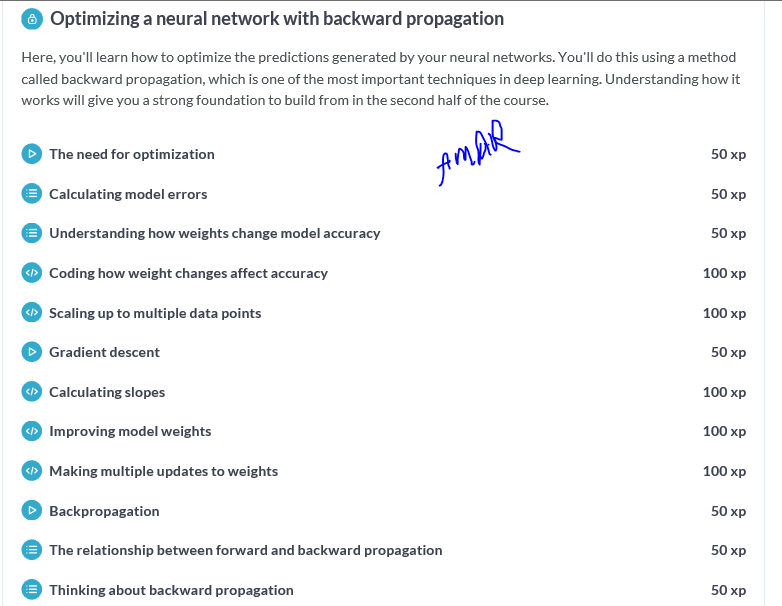 Optimizing a neural network with backward propagation
Here, you'll learn how to optimize the predictions generated by your neural networks. You'll do this using a method
called backward propagation, which is one of the most important techniques in deep learning. Understanding how it
works will give you a strong foundation to build from in the second half of the course.
AMAR
The need for optimization 50 xp
Calculating model errors 50 xp
Understanding how weights change model accuracy 50 xp
Coding how weight changes affect accuracy 100 xp
Scaling up to multiple data points 100 xp
Gradient descent 50 xp
Calculating slopes 100 xp
Improving model weights 100 xp
Making multiple updates to weights 100 xp
Backpropagation 50 xp
The relationship between forward and backward propagation 50 xp
Thinking about backward propagation 50 xp